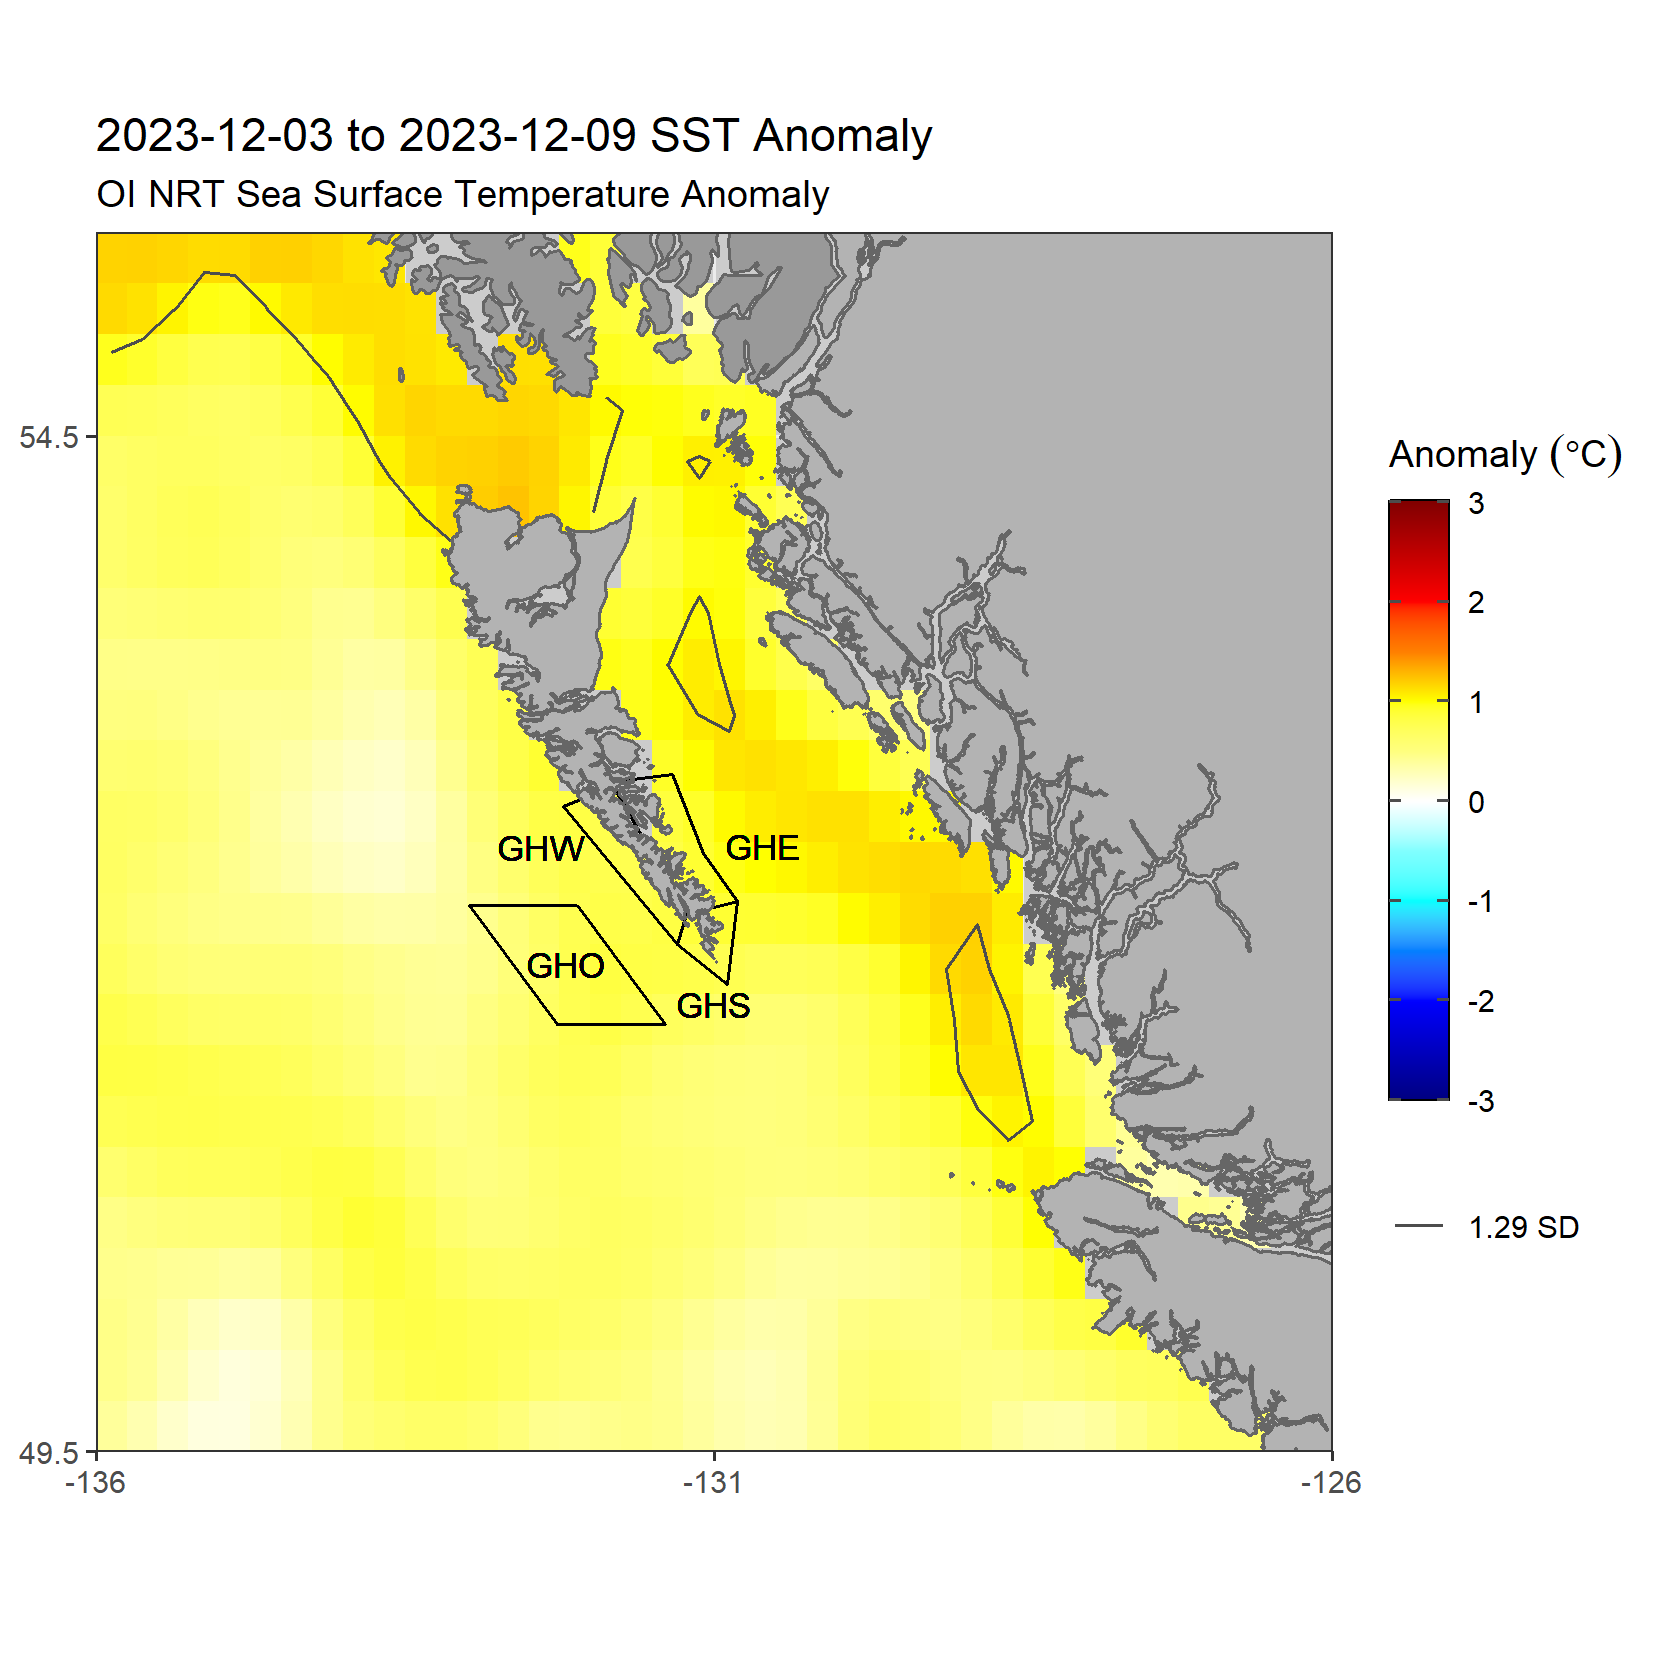 2023-12-03 to 2023-12-09 SST Anomaly
OI NRT Sea Surface Temperature Anomaly
54.5
49.5
-136
-131
-126
GHW
GHE
GHO
GHS
Anomaly (°C)
3
2
1
0
-1
-2
-3
1.29 SD